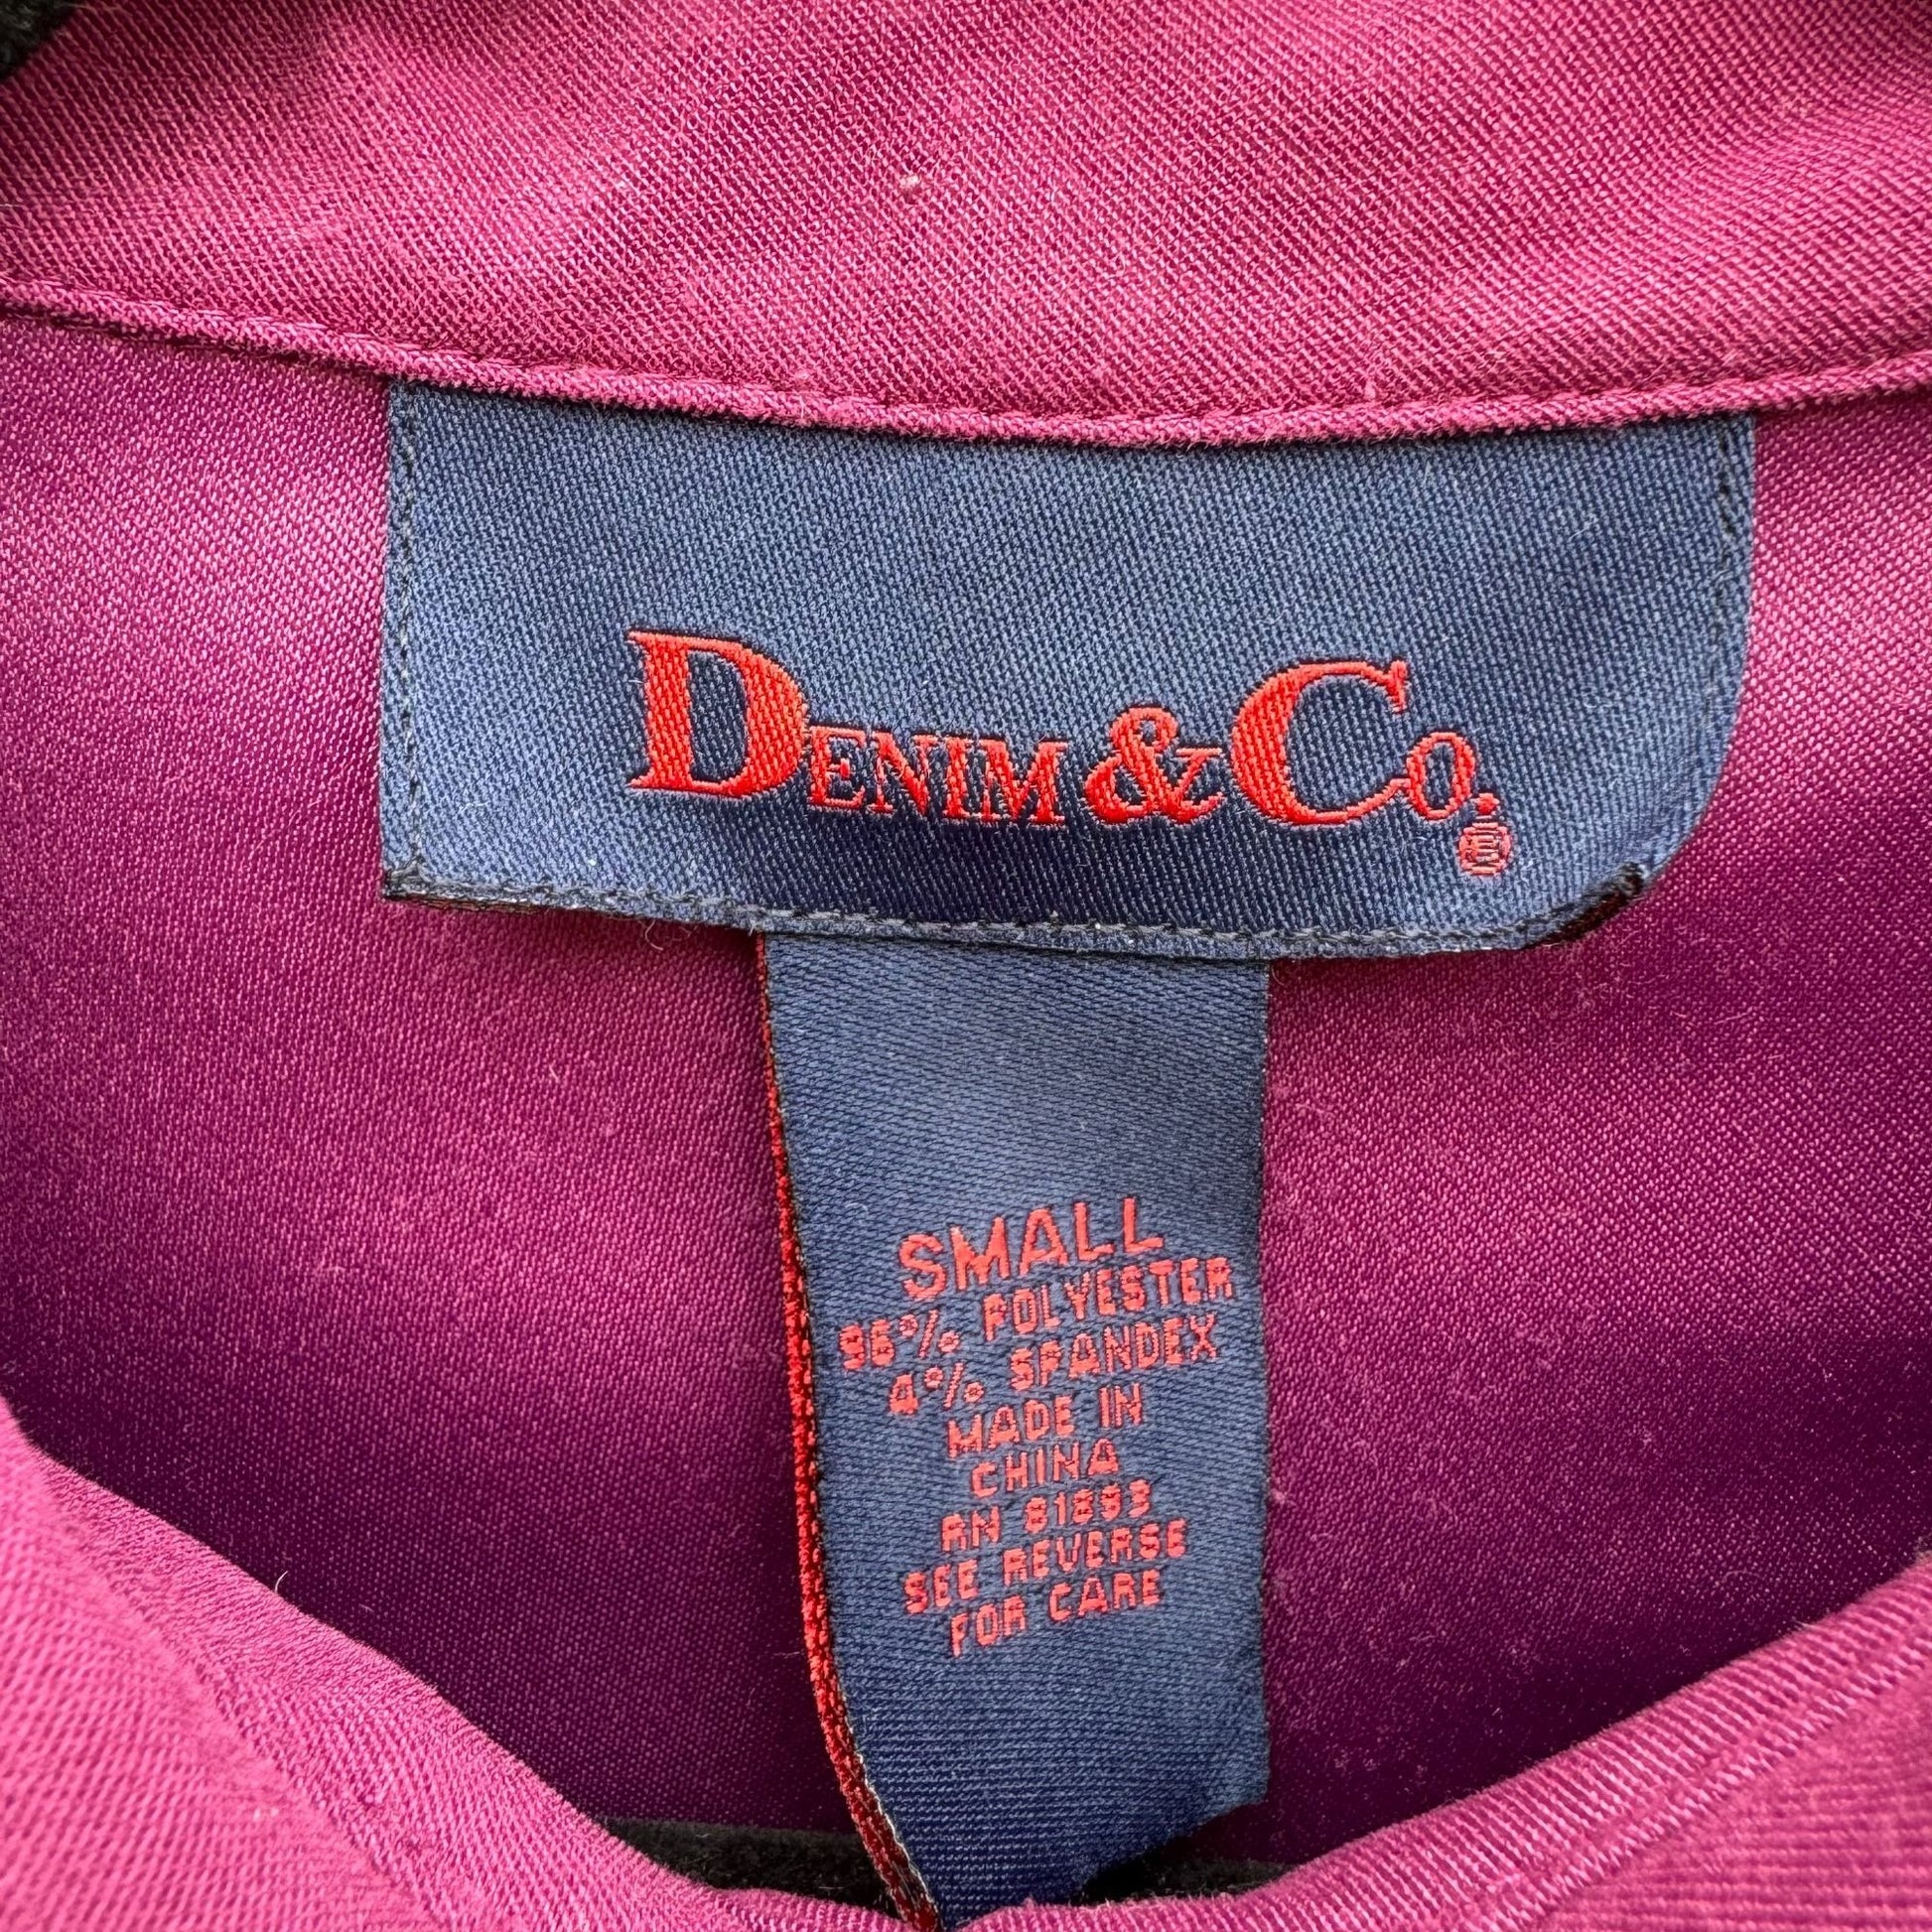 DENIM & CO.®
SMALL
96% POLYESTER
4% SPANDEX
MADE IN
CHINA
RN 81893
SEE REVERSE
FOR CARE